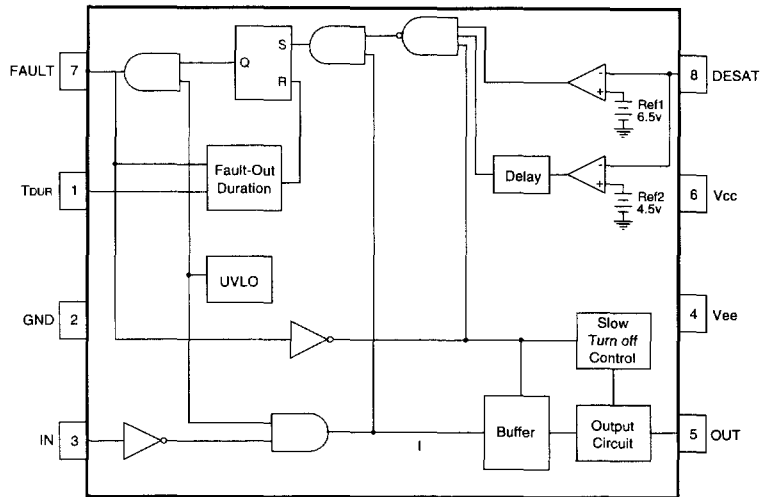 FAULT 7
Q
S
R
8 DESAT
Ref1
6.5v
TDUR 1
Fault-Out
Duration
Delay
Ref2
4.5v
6 Vcc
UVLO
GND 2
4 Vee
Slow
Turn off
Control
IN 3
I
Buffer
Output
Circuit
5 OUT
- 
+
-
+